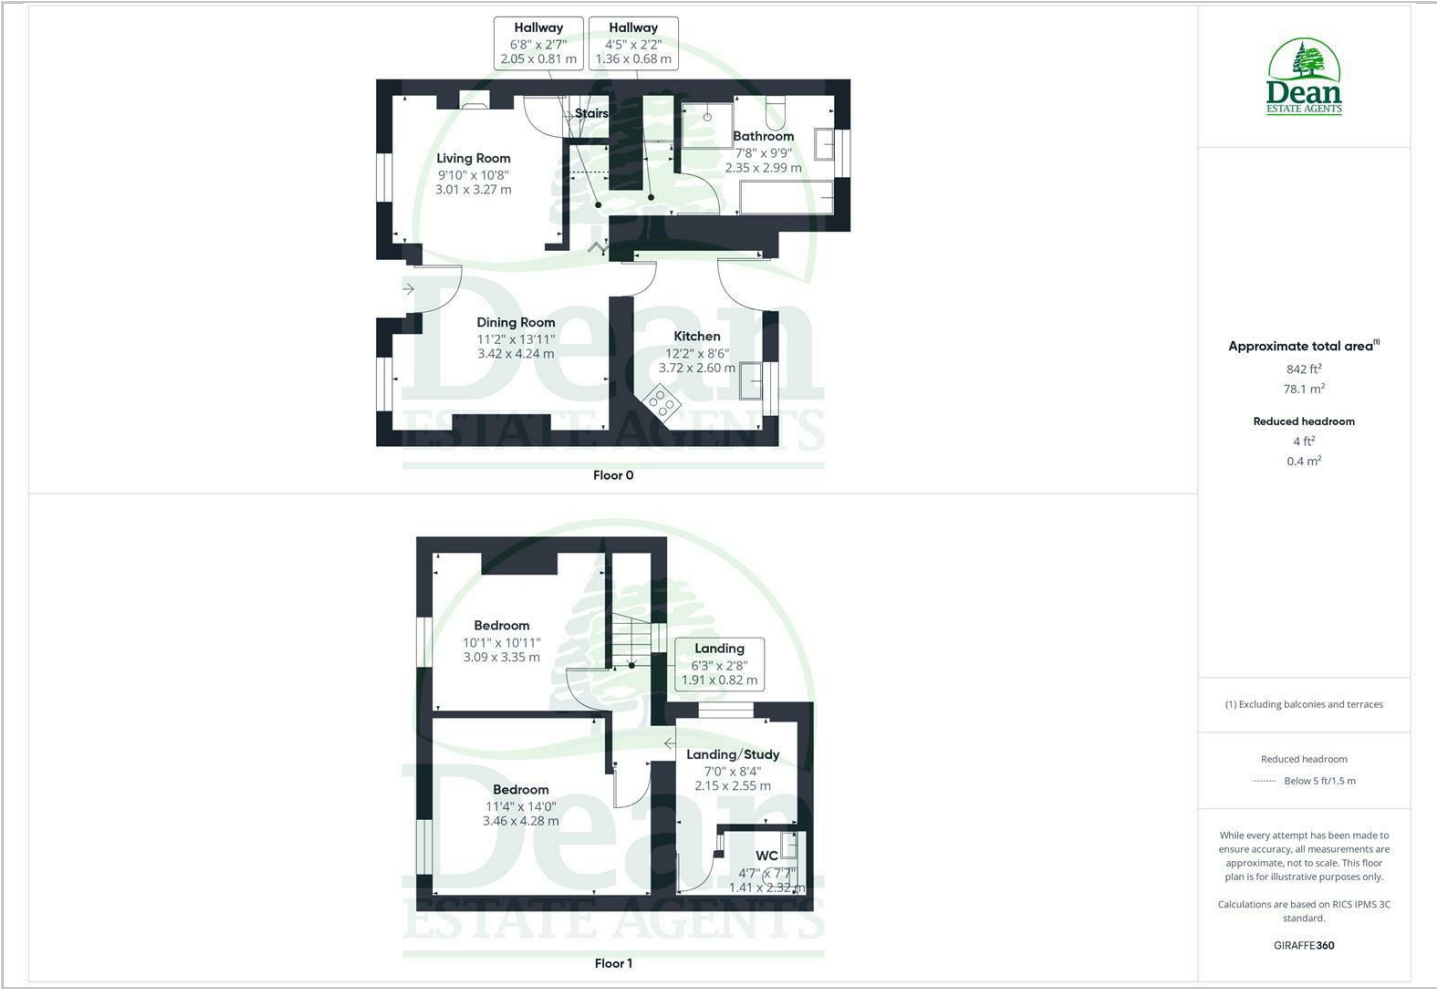 Hallway
6'8" x 2'7"
2.05 x 0.81 m
Hallway
4'5" x 2'2"
1.36 x 0.68 m
Stairs
Living Room
9'10" x 10'8"
3.01 x 3.27 m
Bathroom
7'8" x 9'9"
2.35 x 2.99 m
Dining Room
11'2" x 13'11"
3.42 x 4.24 m
Kitchen
12'2" x 8'6"
3.72 x 2.60 m
Dean
ESTATE AGENTS
Floor 0
Bedroom
10'1" x 10'11"
3.09 x 3.35 m
Landing
6'3" x 2'8"
1.91 x 0.82 m
Landing/Study
7'0" x 8'4"
2.15 x 2.55 m
Bedroom
11'4" x 14'0"
3.46 x 4.28 m
WC
4'7" x 7'7"
1.41 x 2.32 m
Dean
ESTATE AGENTS
Floor 1
Dean
ESTATE AGENTS
Approximate total area(1)
842 ft²
78.1 m²
Reduced headroom
4 ft²
0.4 m²
(1) Excluding balconies and terraces
Reduced headroom
Below 5 ft/1.5 m
While every attempt has been made to
ensure accuracy, all measurements are
approximate, not to scale. This floor
plan is for illustrative purposes only.
Calculations are based on RICS IPMS 3C
standard.
GIRAFFE360